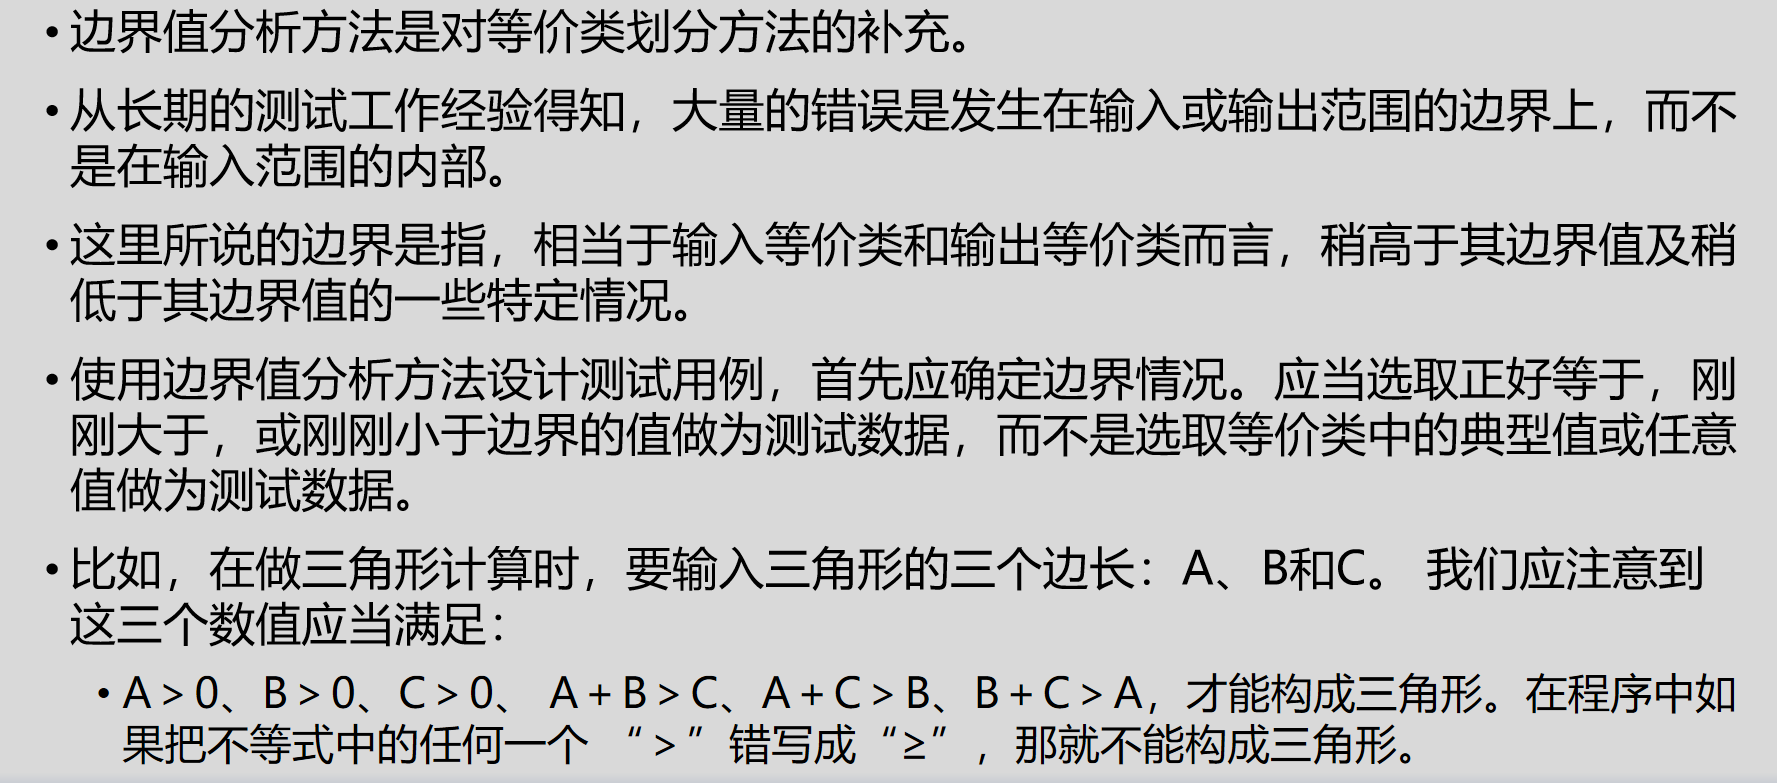 • 边界值分析方法是对等价类划分方法的补充。
• 从长期的测试工作经验得知，大量的错误是发生在输入或输出范围的边界上，而不
是在输入范围的内部。
• 这里所说的边界是指，相当于输入等价类和输出等价类而言，稍高于其边界值及稍
低于其边界值的一些特定情况。
• 使用边界值分析方法设计测试用例，首先应确定边界情况。应当选取正好等于，刚
刚大于，或刚刚小于边界的值做为测试数据，而不是选取等价类中的典型值或任意
值做为测试数据。
• 比如，在做三角形计算时，要输入三角形的三个边长：A、B和C。 我们应注意到
这三个数值应当满足：
• A＞0、B＞0、C＞0、 A＋B＞C、A＋C＞B、B＋C＞A，才能构成三角形。在程序中如
果把不等式中的任何一个 “＞”错写成“≥”，那就不能构成三角形。